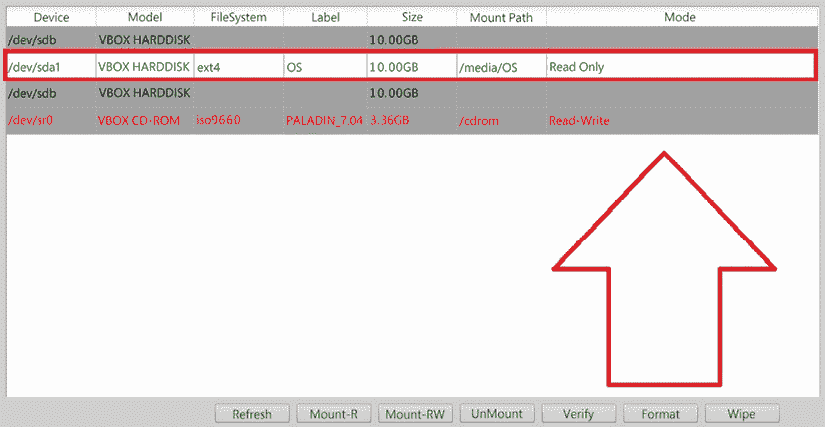 Device Model FileSystem Label Size Mount Path Mode
/dev/sdb VBOX HARDDISK 10.00GB
/dev/sda1 VBOX HARDDISK ext4 OS 10.00GB /media/OS Read Only
/dev/sdb VBOX HARDDISK 10.00GB
/dev/sr0 VBOX CD-ROM iso9660 PALADIN_7.04 3.36GB /cdrom Read-Write
Refresh Mount-R Mount-RW UnMount Verify Format Wipe